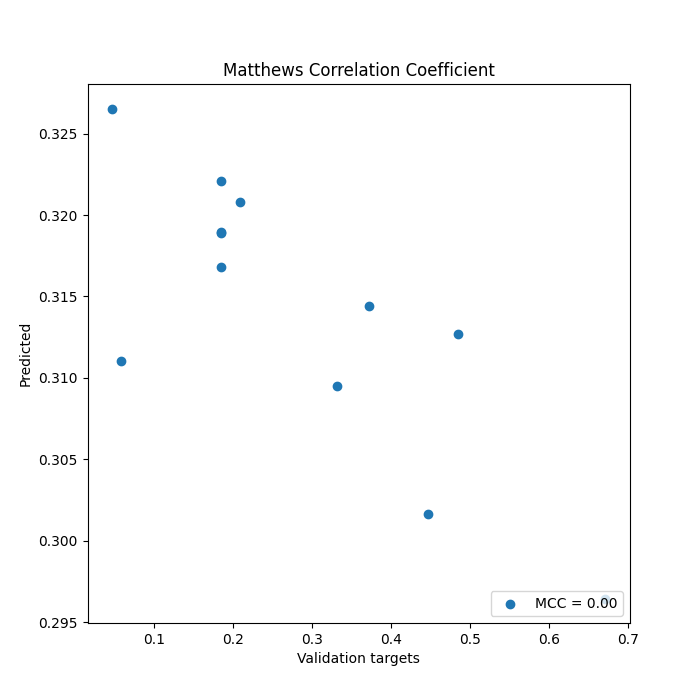 Matthews Correlation Coefficient
0.325
0.320
0.315
0.310
0.305
0.300
0.295
Predicted
MCC = 0.00
0.1 0.2 0.3 0.4 0.5 0.6 0.7
Validation targets